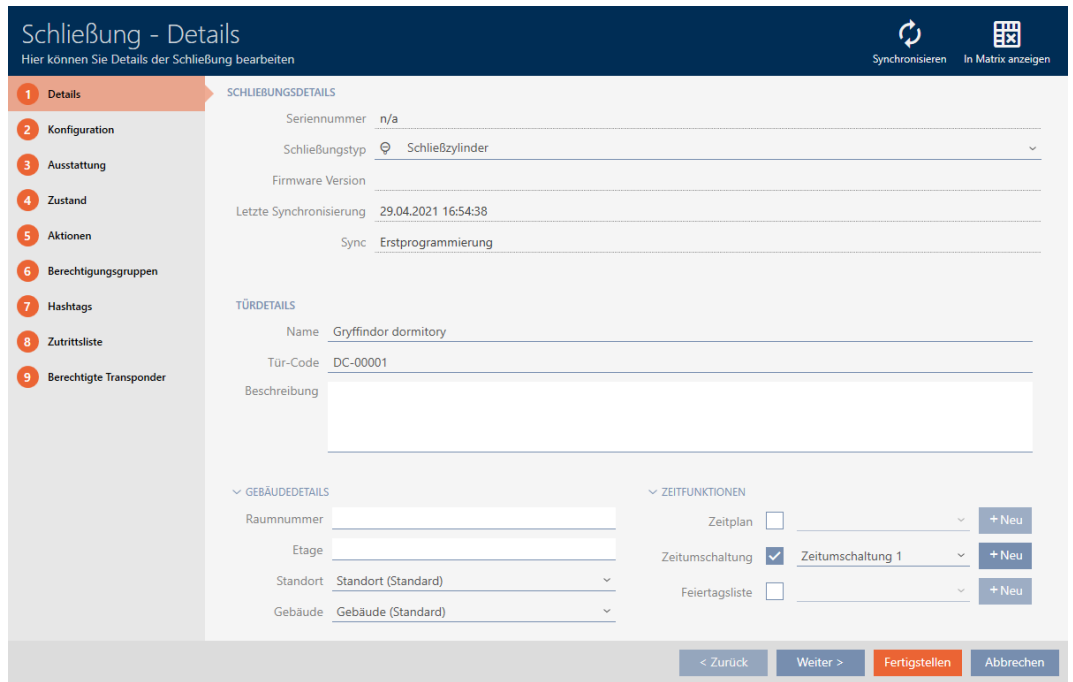 Schließung - Details
Hier können Sie Details der Schließung bearbeiten
Synchronisieren
In Matrix anzeigen
1 Details
2 Konfiguration
3 Ausstattung
4 Zustand
5 Aktionen
6 Berechtigungsgruppen
7 Hashtags
8 Zutrittsliste
9 Berechtigte Transponder
SCHLIEßUNGSDETAILS
Seriennummer n/a
Schließungstyp Schließzylinder
Firmware Version
Letzte Synchronisierung 29.04.2021 16:54:38
Sync Erstprogrammierung
TÜRDETAILS
Name Gryffindor dormitory
Tür-Code DC-00001
Beschreibung
GEBÄUDEDETAILS
Raumnummer
Etage
Standort Standort (Standard)
Gebäude Gebäude (Standard)
ZEITFUNKTIONEN
Zeitplan + Neu
Zeitumschaltung Zeitumschaltung 1 + Neu
Feiertagsliste + Neu
< Zurück Weiter > Fertigstellen Abbrechen